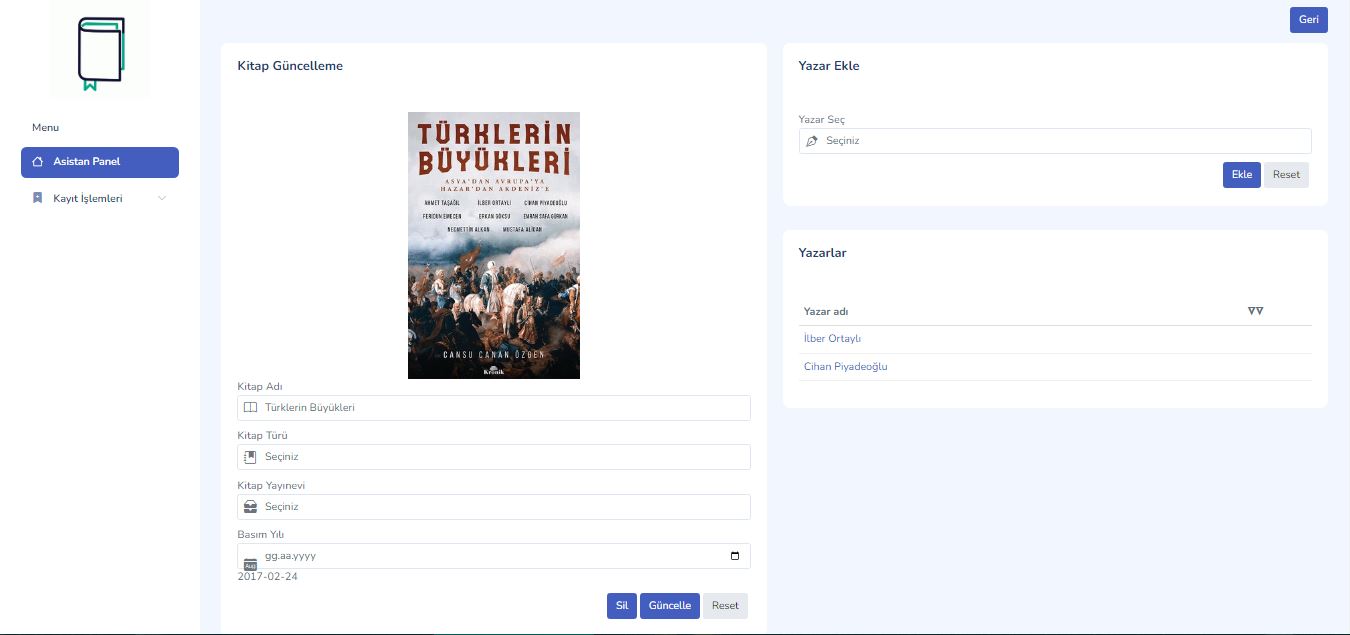 Geri
Menu
Asistan Panel
Kayıt İşlemleri
Kitap Güncelleme
TÜRKLERİN
BÜYÜKLERİ
ASYA'DAN AVRUPA'YA
HAZAR'DAN AKDENİZ'E
AHMET TAŞAĞIL İLBER ORTAYLI CİHAN PİYADEOĞLU
FERİDUN EMECEN ERKAN GÖKSU EMRAH SAFA GÜRKAN
NECMETTİN ALKAN MUSTAFA ALİCAN
CANSU CANAN ÖZGEN
Kronik
Kitap Adı
Türklerin Büyükleri
Kitap Türü
Seçiniz
Kitap Yayınevi
Seçiniz
Basım Yılı
gg.aa.yyyy
Aug
2017-02-24
Sil Güncelle Reset
Yazar Ekle
Yazar Seç
Seçiniz
Ekle Reset
Yazarlar
Yazar adı
İlber Ortaylı
Cihan Piyadeoğlu